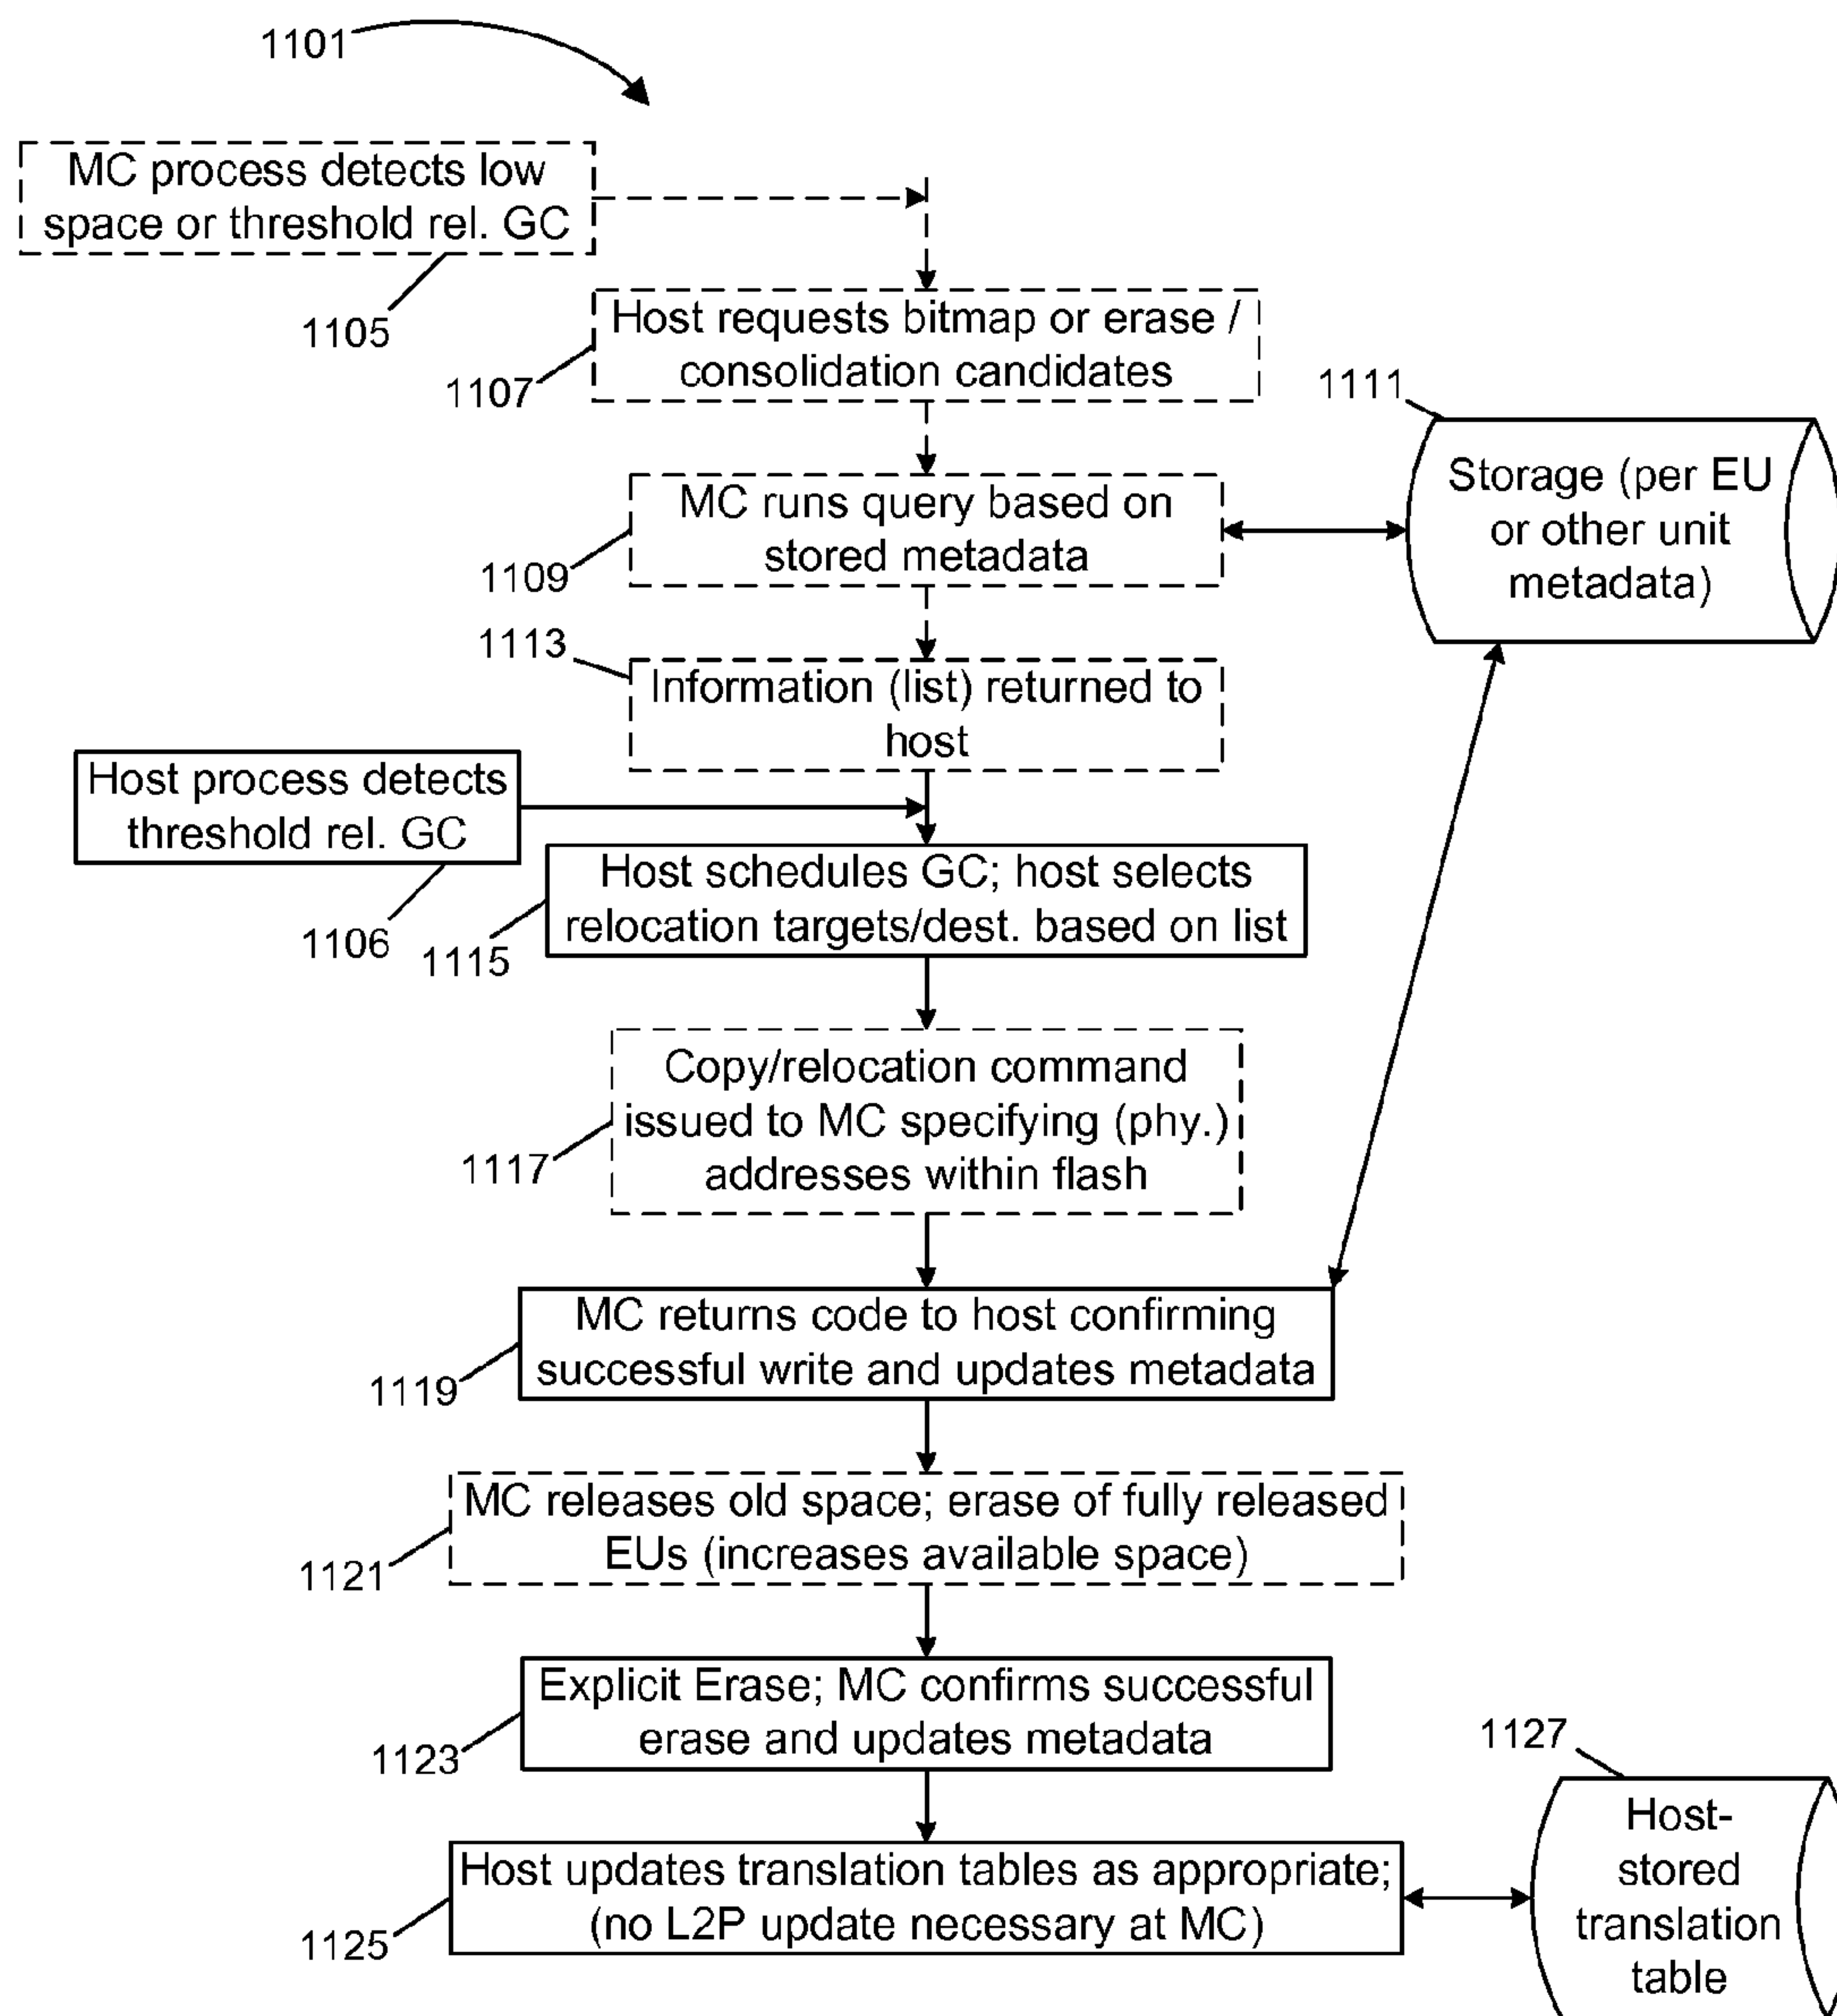 1101
MC process detects low
space or threshold rel. GC
1105
Host requests bitmap or erase /
consolidation candidates
1107
1111
Storage (per EU
or other unit
metadata)
MC runs query based on
stored metadata
1109
1113
Information (list) returned to
host
Host process detects
threshold rel. GC
1106
Host schedules GC; host selects
relocation targets/dest. based on list
1115
Copy/relocation command
issued to MC specifying (phy.)
addresses within flash
1117
MC returns code to host confirming
successful write and updates metadata
1119
MC releases old space; erase of fully released
EUs (increases available space)
1121
Explicit Erase; MC confirms successful
erase and updates metadata
1123
1127
Host-
stored
translation
table
Host updates translation tables as appropriate;
(no L2P update necessary at MC)
1125